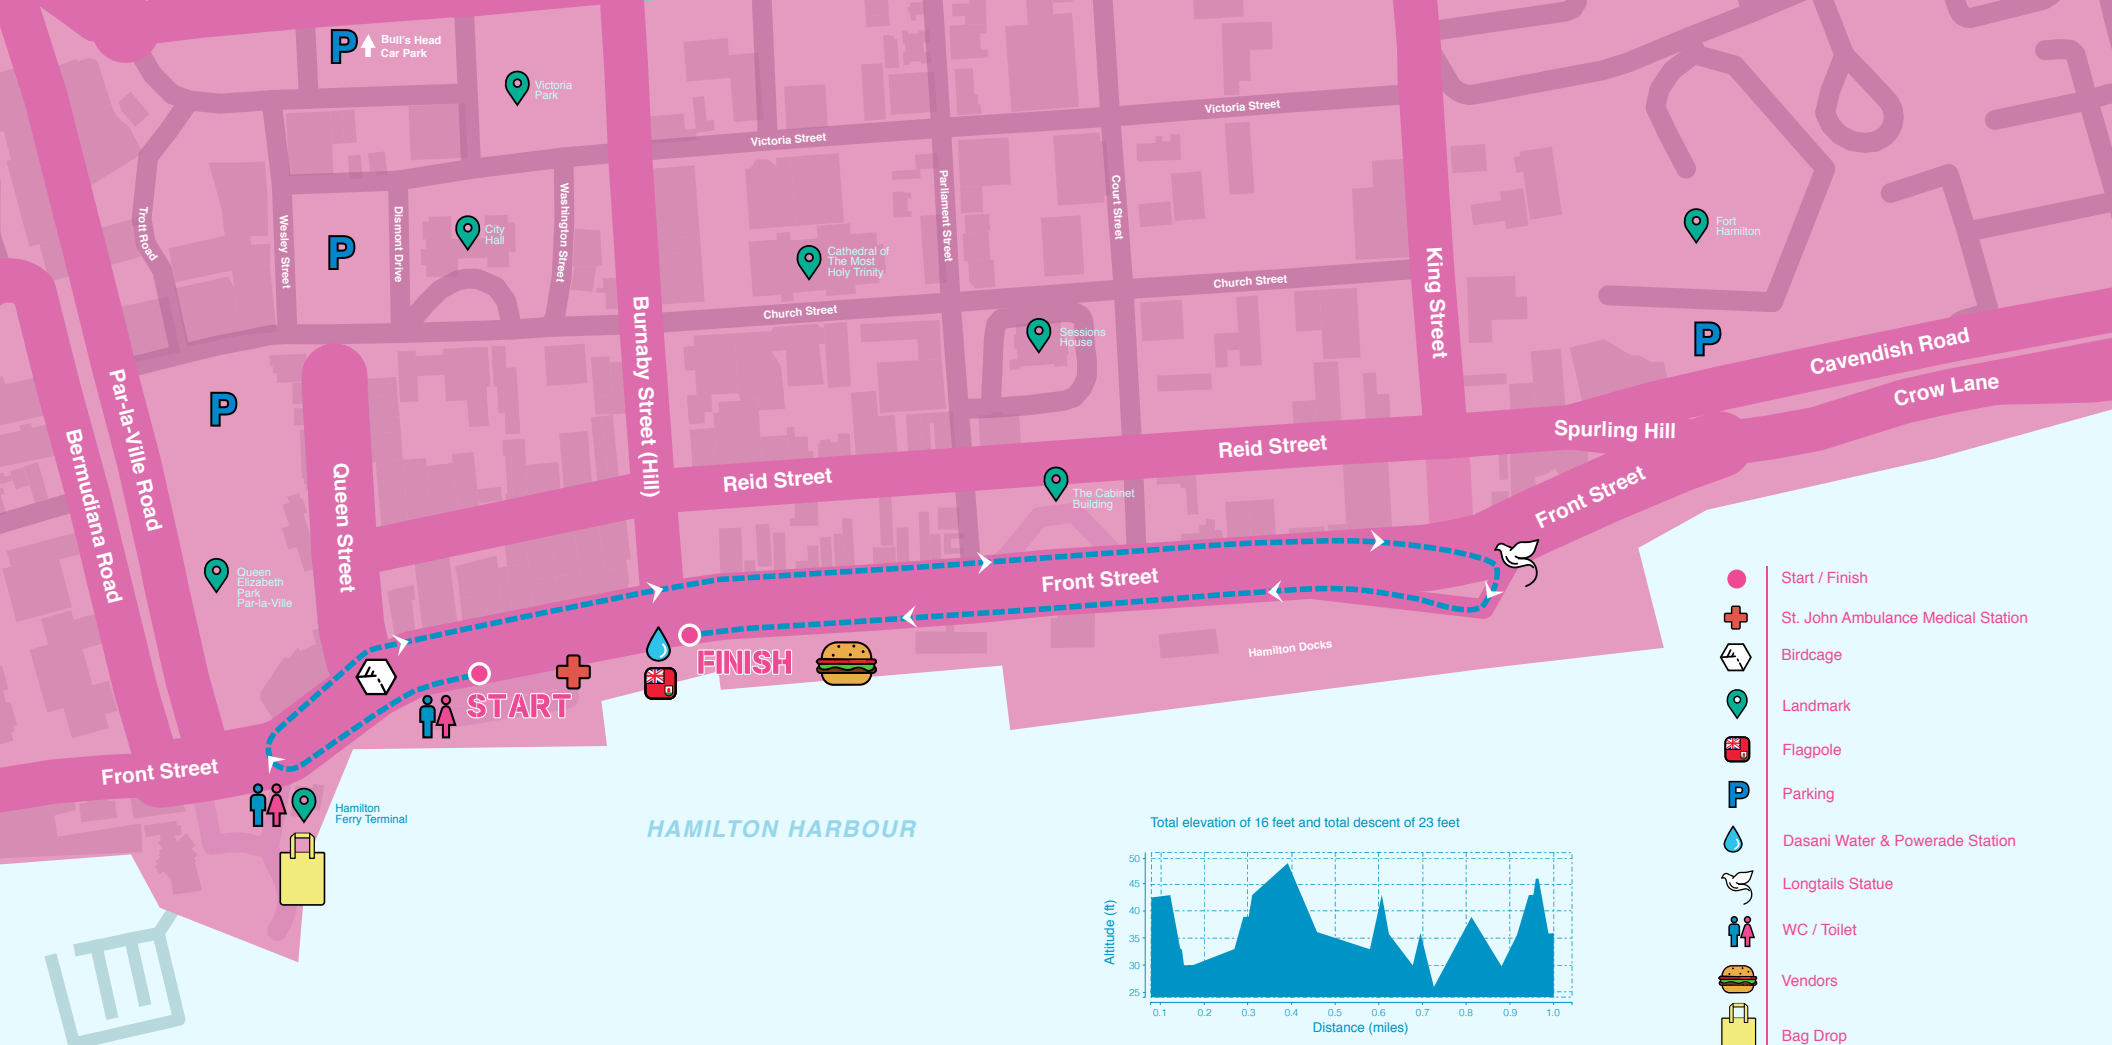 Bull's Head
Car Park
Victoria
Park
Victoria Street
Victoria Street
Trott Road
Wesley Street
Dismont Drive
City
Hall
Washington Street
Burnaby Street (Hill)
Cathedral of
The Most
Holy Trinity
Parliament Street
Court Street
King Street
Fort
Hamilton
Church Street
Church Street
Sessions
House
Par-la-Ville Road
Bermudiana Road
Queen Street
Reid Street
Reid Street
Spurling Hill
Cavendish Road
Crow Lane
The Cabinet
Building
Front Street
Front Street
Queen
Elizabeth
Park
Par-la-Ville
FINISH
START
Hamilton Docks
Front Street
Hamilton
Ferry Terminal
HAMILTON HARBOUR
P
P
P
P
Start / Finish
St. John Ambulance Medical Station
Birdcage
Landmark
Flagpole
P
Parking
Dasani Water & Powerade Station
Longtails Statue
WC / Toilet
Vendors
Bag Drop
Total elevation of 16 feet and total descent of 23 feet
Altitude (ft)
50
45
40
35
30
25
0.1 0.2 0.3 0.4 0.5 0.6 0.7 0.8 0.9 1.0
Distance (miles)